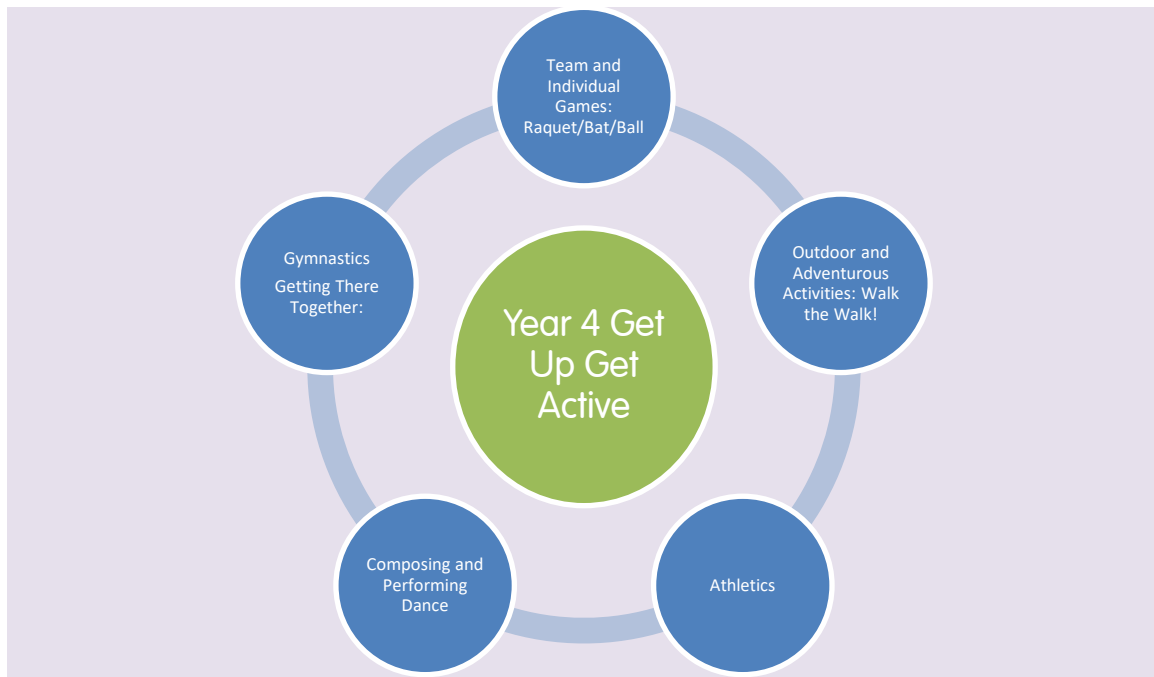 Team and
Individual
Games:
Raquet/Bat/Ball
Outdoor and
Adventurous
Activities: Walk
the Walk!
Athletics
Composing and
Performing
Dance
Gymnastics
Getting There
Together:
Year 4 Get
Up Get
Active